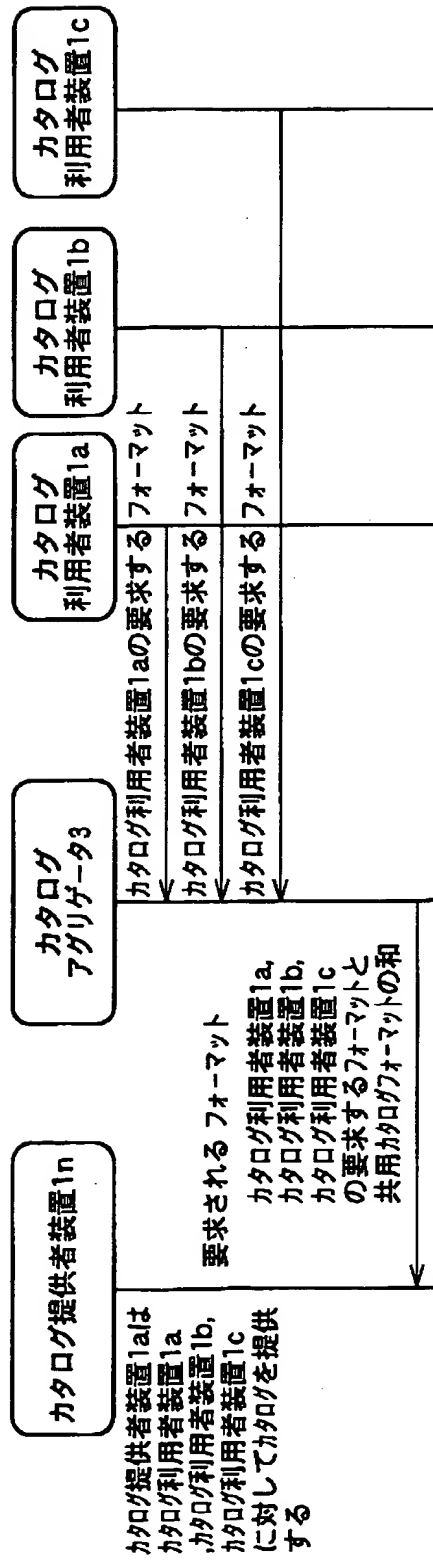 カタログ提供者装置1n
カタログ
アグリゲータ3
カタログ
利用者装置1a
カタログ
利用者装置1b
カタログ
利用者装置1c
カタログ提供者装置1aは
カタログ利用者装置1a
,カタログ利用者装置1b,
カタログ利用者装置1c
に対してカタログを提供
する
カタログ利用者装置1aの要求する フォーマット
カタログ利用者装置1bの要求する フォーマット
カタログ利用者装置1cの要求する フォーマット
要求される フォーマット
カタログ利用者装置1a,
カタログ利用者装置1b,
カタログ利用者装置1c
の要求するフォーマットと
共用カタログフォーマットの和